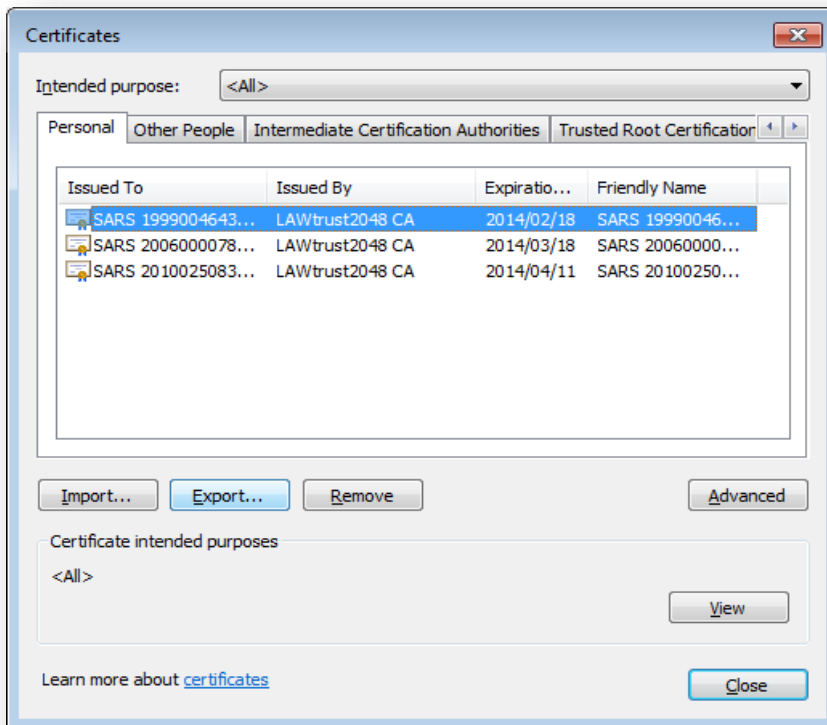 Certificates
Intended purpose: <All>
Personal Other People Intermediate Certification Authorities Trusted Root Certification
Issued To Issued By Expiratio... Friendly Name
SARS 1999004643... LAWtrust2048 CA 2014/02/18 SARS 19990046...
SARS 2006000078... LAWtrust2048 CA 2014/03/18 SARS 20060000...
SARS 2010025083... LAWtrust2048 CA 2014/04/11 SARS 20100250...
Import... Export... Remove Advanced
Certificate intended purposes
<All>
View
Learn more about certificates
Close